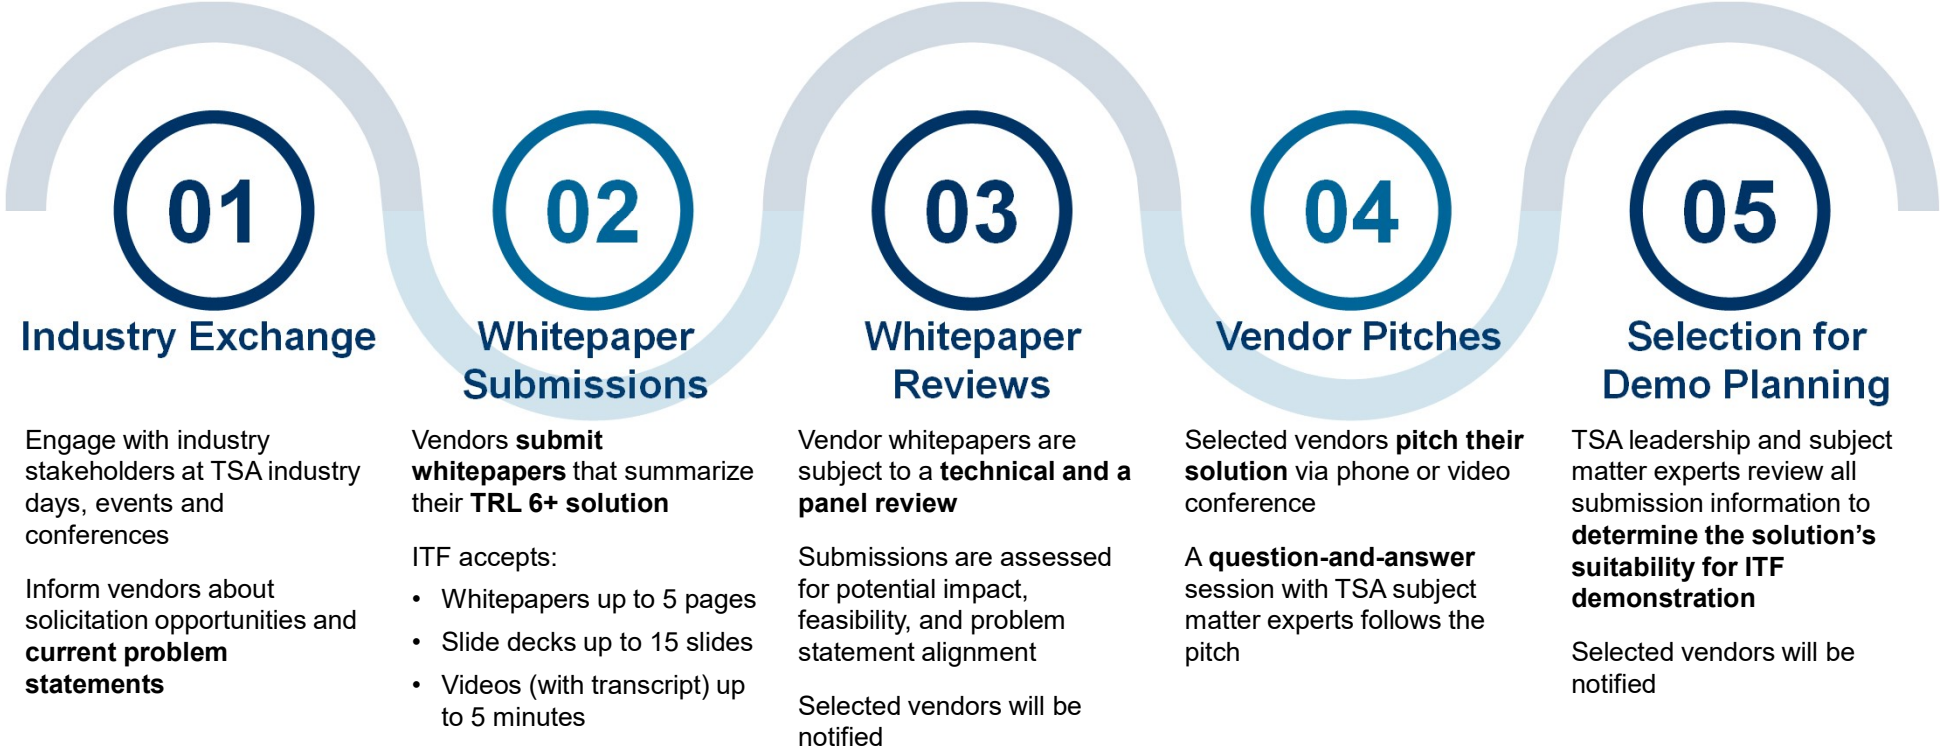 01
Industry Exchange
Engage with industry
stakeholders at TSA industry
days, events and
conferences
Inform vendors about
solicitation opportunities and
current problem
statements
02
Whitepaper
Submissions
Vendors submit
whitepapers that summarize
their TRL 6+ solution
ITF accepts:
• Whitepapers up to 5 pages
• Slide decks up to 15 slides
• Videos (with transcript) up
to 5 minutes
03
Whitepaper
Reviews
Vendor whitepapers are
subject to a technical and a
panel review
Submissions are assessed
for potential impact,
feasibility, and problem
statement alignment
Selected vendors will be
notified
04
Vendor Pitches
Selected vendors pitch their
solution via phone or video
conference
A question-and-answer
session with TSA subject
matter experts follows the
pitch
05
Selection for
Demo Planning
TSA leadership and subject
matter experts review all
submission information to
determine the solution’s
suitability for ITF
demonstration
Selected vendors will be
notified